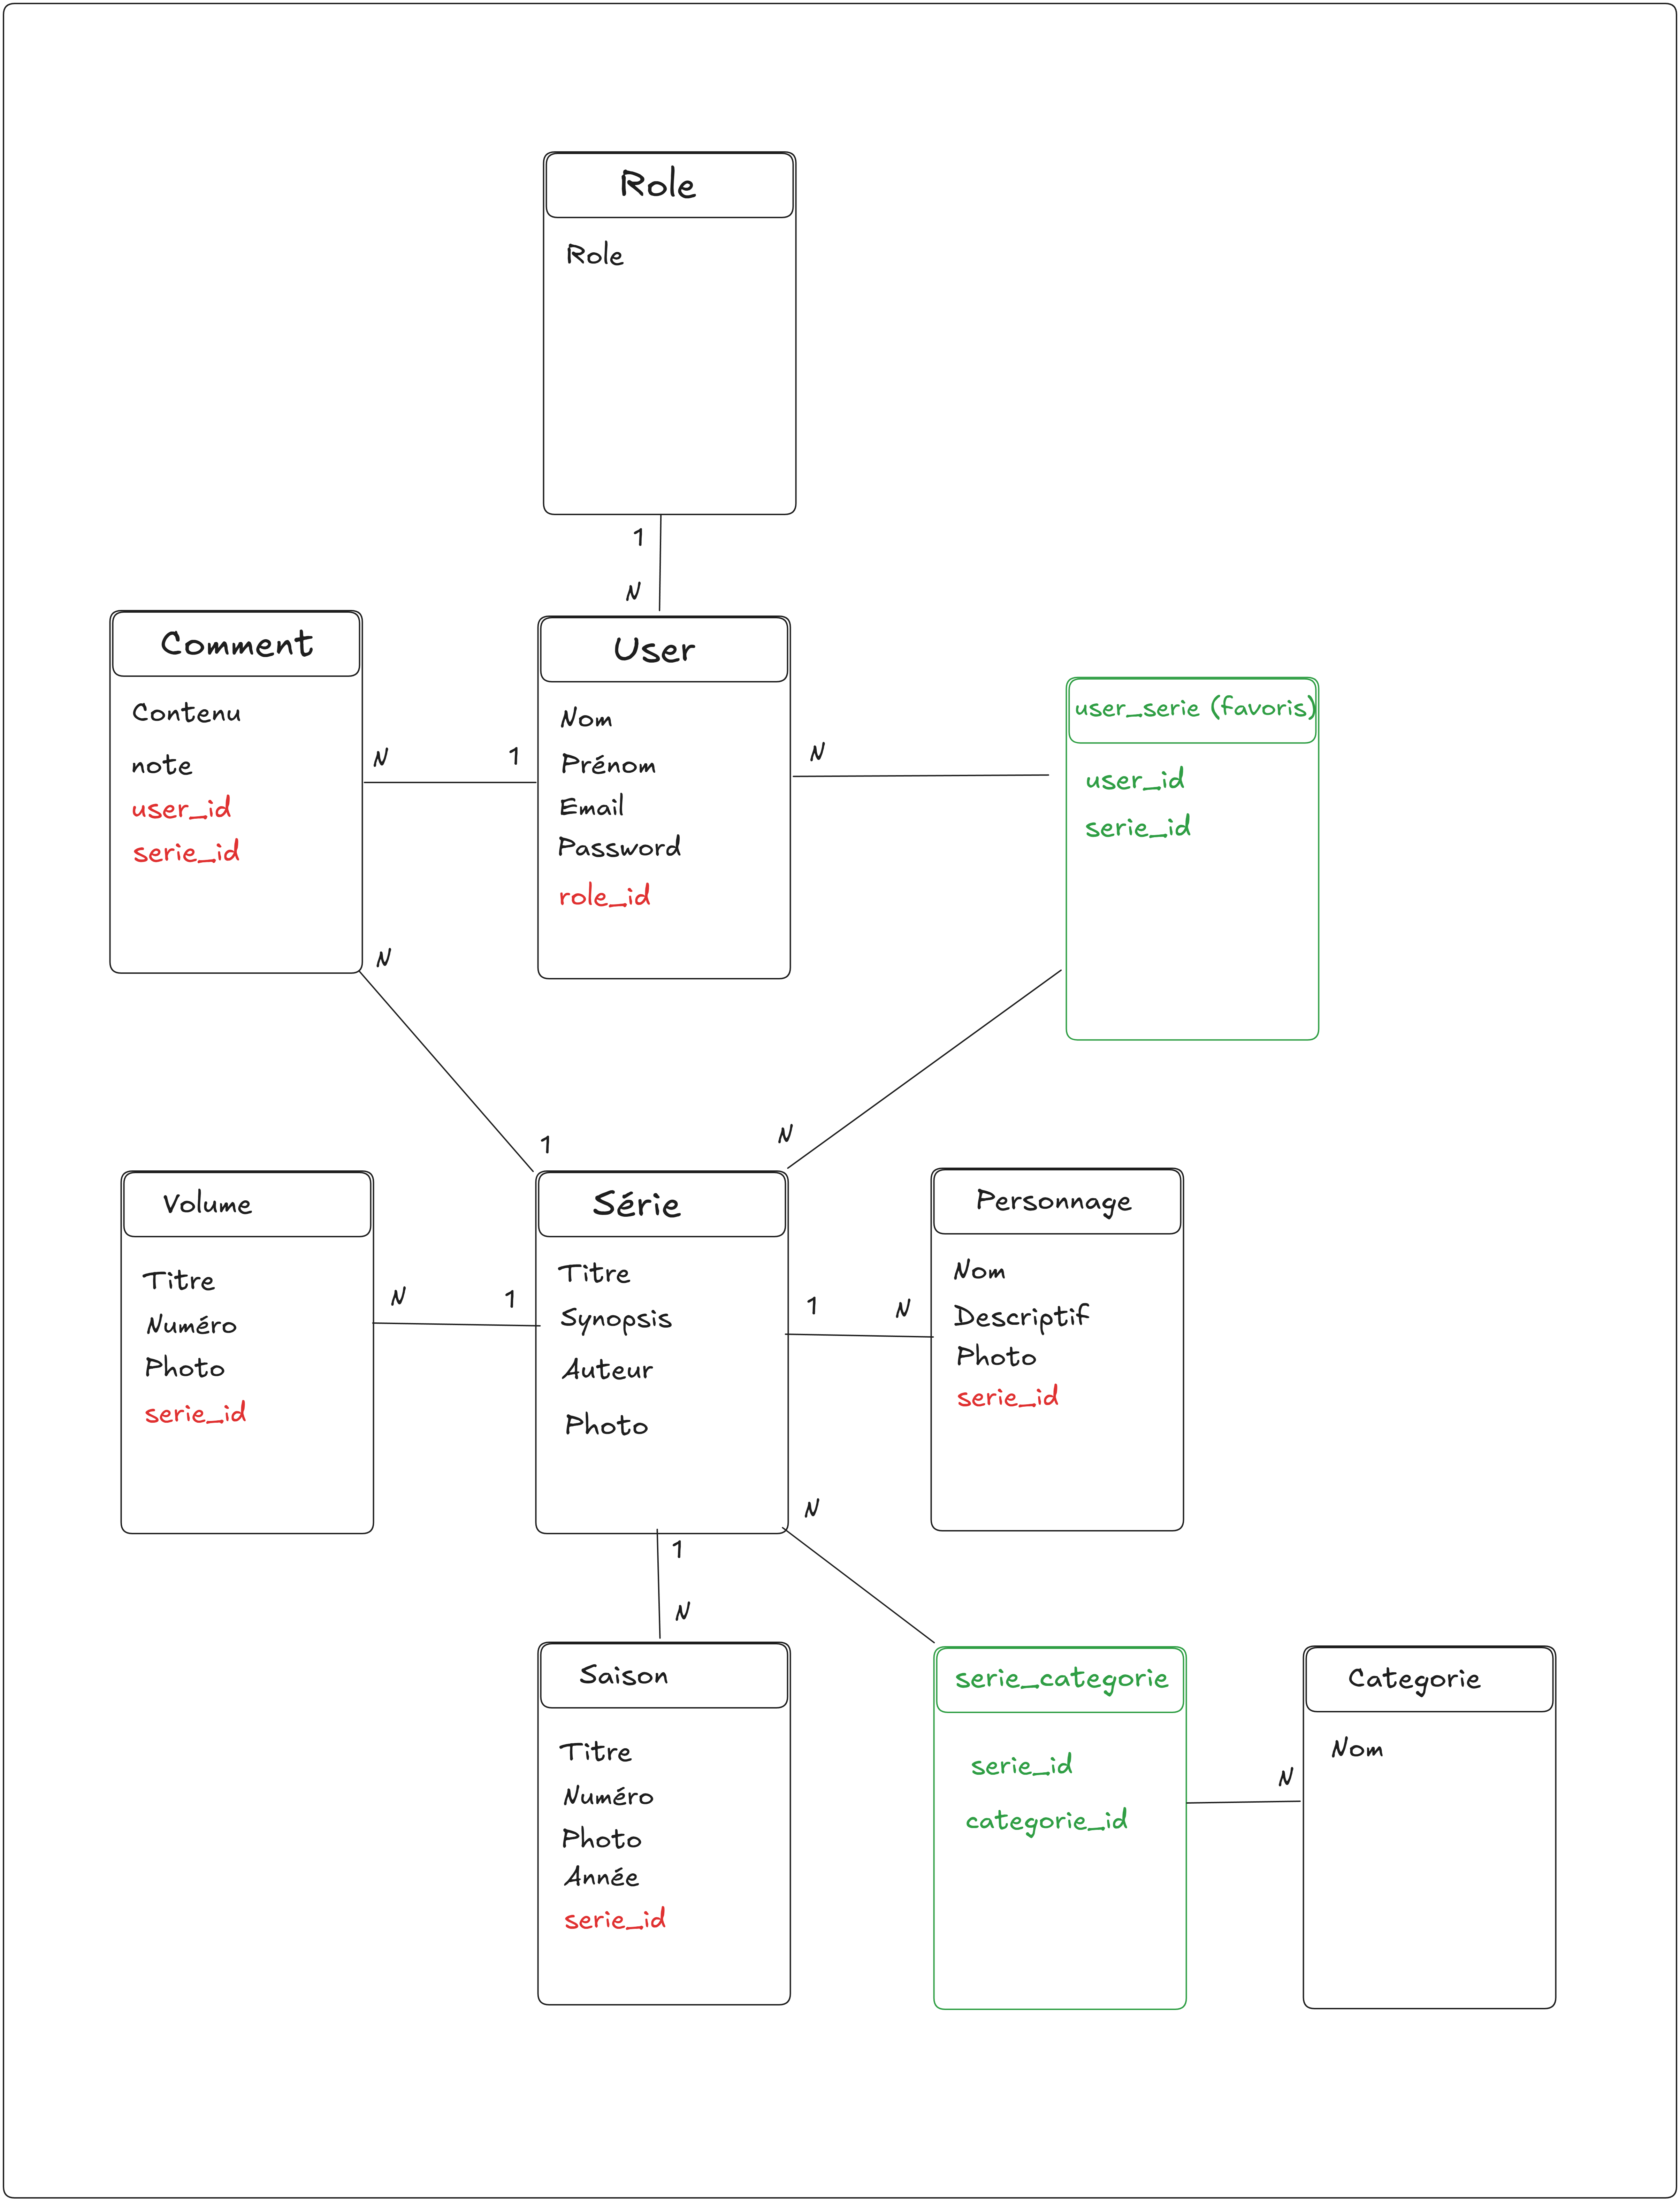 Role
Role
1
N
Comment
Contenu
note
user_id
serie_id
N
1
User
Nom
Prénom
Email
Password
role_id
N
user_serie (favoris)
user_id
serie_id
N
1
N
Volume
Titre
Numéro
Photo
serie_id
N
1
Série
Titre
Synopsis
Auteur
Photo
1
N
Personnage
Nom
Descriptif
Photo
serie_id
N
1
N
Saison
Titre
Numéro
Photo
Année
serie_id
serie_categorie
serie_id
categorie_id
N
Categorie
Nom